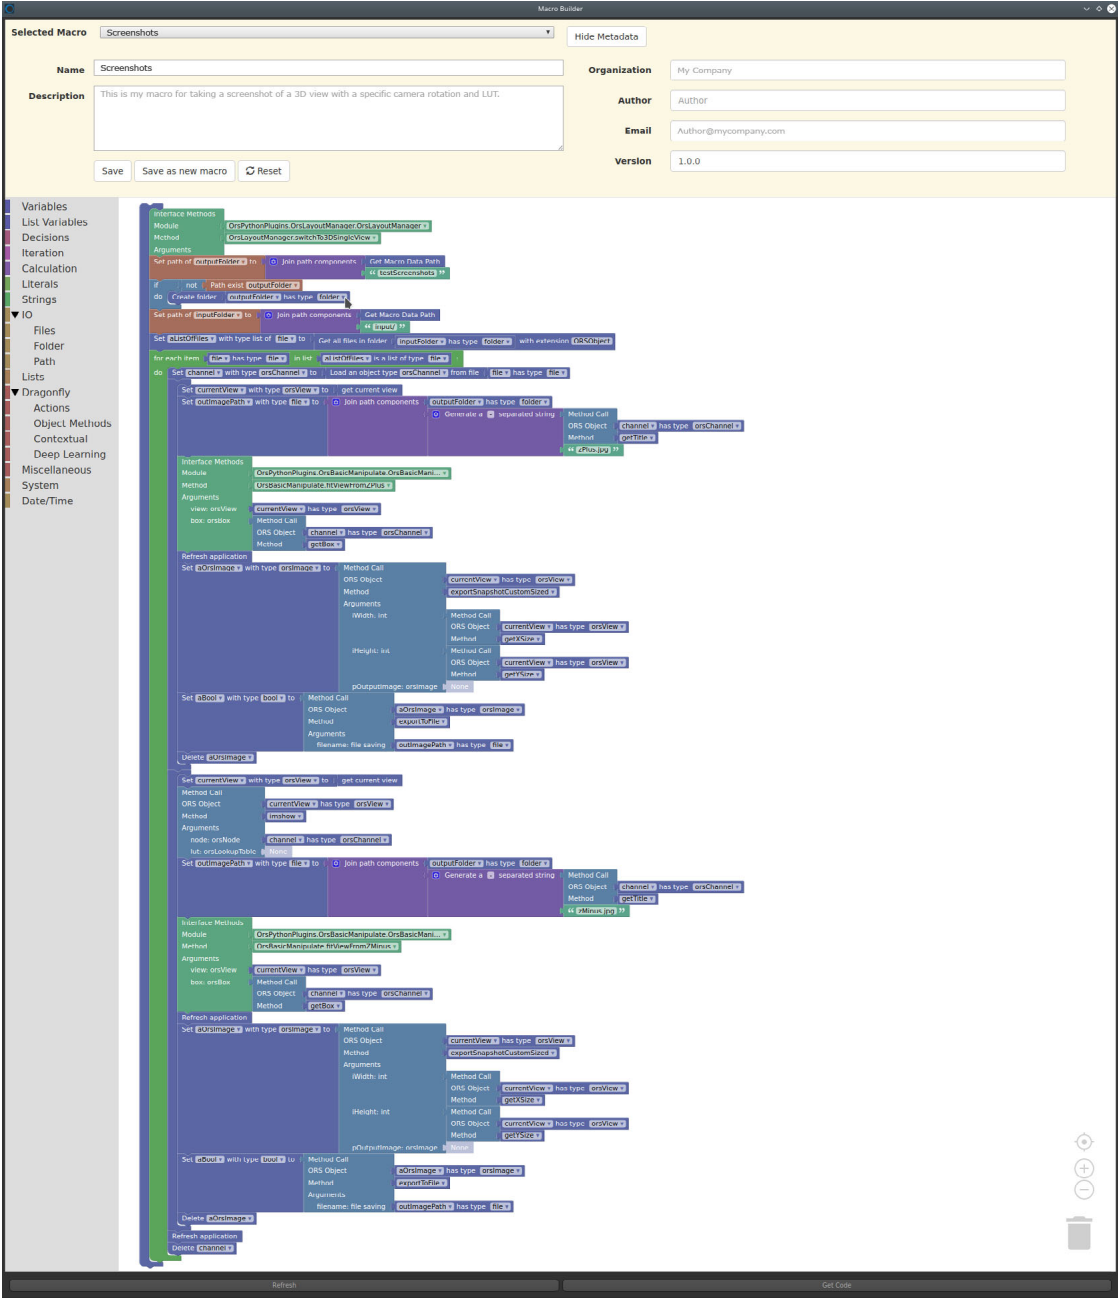 Macro Builder
Selected Macro Screenshots Hide Metadata
Name Screenshots
Description This is my macro for taking a screenshot of a 3D view with a specific camera rotation and LUT.
Organization My Company
Author Author
Email Author@mycompany.com
Version 1.0.0
Save Save as new macro Reset
Variables
List Variables
Decisions
Iteration
Calculation
Literals
Strings
IO
Files
Folder
Path
Lists
Dragonfly
Actions
Object Methods
Contextual
Deep Learning
Miscellaneous
System
Date/Time
Interface Methods
Module OrsPythonPlugins.OrsLayoutManager.OrsLayoutManager
Method OrsLayoutManager.switchTo3DSingleView
Arguments
Set path of outputFolder to Join path components Get Macro Data Path
“ testScreenshots ”
if not Path exist outputFolder
do Create folder outputFolder has type folder
Set path of inputFolder to Join path components Get Macro Data Path
“ input/ ”
Set aListOfFiles with type list of file to Get all files in folder inputFolder has type folder with extension ORSObject
for each item file has type file in list aListOfFiles is a list of type file
do Set channel with type orsChannel to Load an object type orsChannel from file file has type file
Set currentView with type orsView to get current view
Set outImagePath with type file to Join path components outputFolder has type folder
Generate a - separated string Method Call
ORS Object channel has type orsChannel
Method getTitle
“ zPlus.jpg ”
Interface Methods
Module OrsPythonPlugins.OrsBasicManipulate.OrsBasicMani...
Method OrsBasicManipulate.fitViewFromZPlus
Arguments
view: orsView currentView has type orsView
box: orsBox Method Call
ORS Object channel has type orsChannel
Method getBox
Refresh application
Set aOrsImage with type orsImage to Method Call
ORS Object currentView has type orsView
Method exportSnapshotCustomSized
Arguments
iWidth: int Method Call
ORS Object currentView has type orsView
Method getXSize
iHeight: int Method Call
ORS Object currentView has type orsView
Method getYSize
pOutputImage: orsImage None
Set aBool with type bool to Method Call
ORS Object aOrsImage has type orsImage
Method exportToFile
Arguments
filename: file saving outImagePath has type file
Delete aOrsImage
Set currentView with type orsView to get current view
Method Call
ORS Object currentView has type orsView
Method imshow
Arguments
node: orsNode channel has type orsChannel
lut: orsLookupTable None
Set outImagePath with type file to Join path components outputFolder has type folder
Generate a - separated string Method Call
ORS Object channel has type orsChannel
Method getTitle
“ zMinus.jpg ”
Interface Methods
Module OrsPythonPlugins.OrsBasicManipulate.OrsBasicMani...
Method OrsBasicManipulate.fitViewFromZMinus
Arguments
view: orsView currentView has type orsView
box: orsBox Method Call
ORS Object channel has type orsChannel
Method getBox
Refresh application
Set aOrsImage with type orsImage to Method Call
ORS Object currentView has type orsView
Method exportSnapshotCustomSized
Arguments
iWidth: int Method Call
ORS Object currentView has type orsView
Method getXSize
iHeight: int Method Call
ORS Object currentView has type orsView
Method getYSize
pOutputImage: orsImage None
Set aBool with type bool to Method Call
ORS Object aOrsImage has type orsImage
Method exportToFile
Arguments
filename: file saving outImagePath has type file
Delete aOrsImage
Refresh application
Delete channel
Refresh Get Code